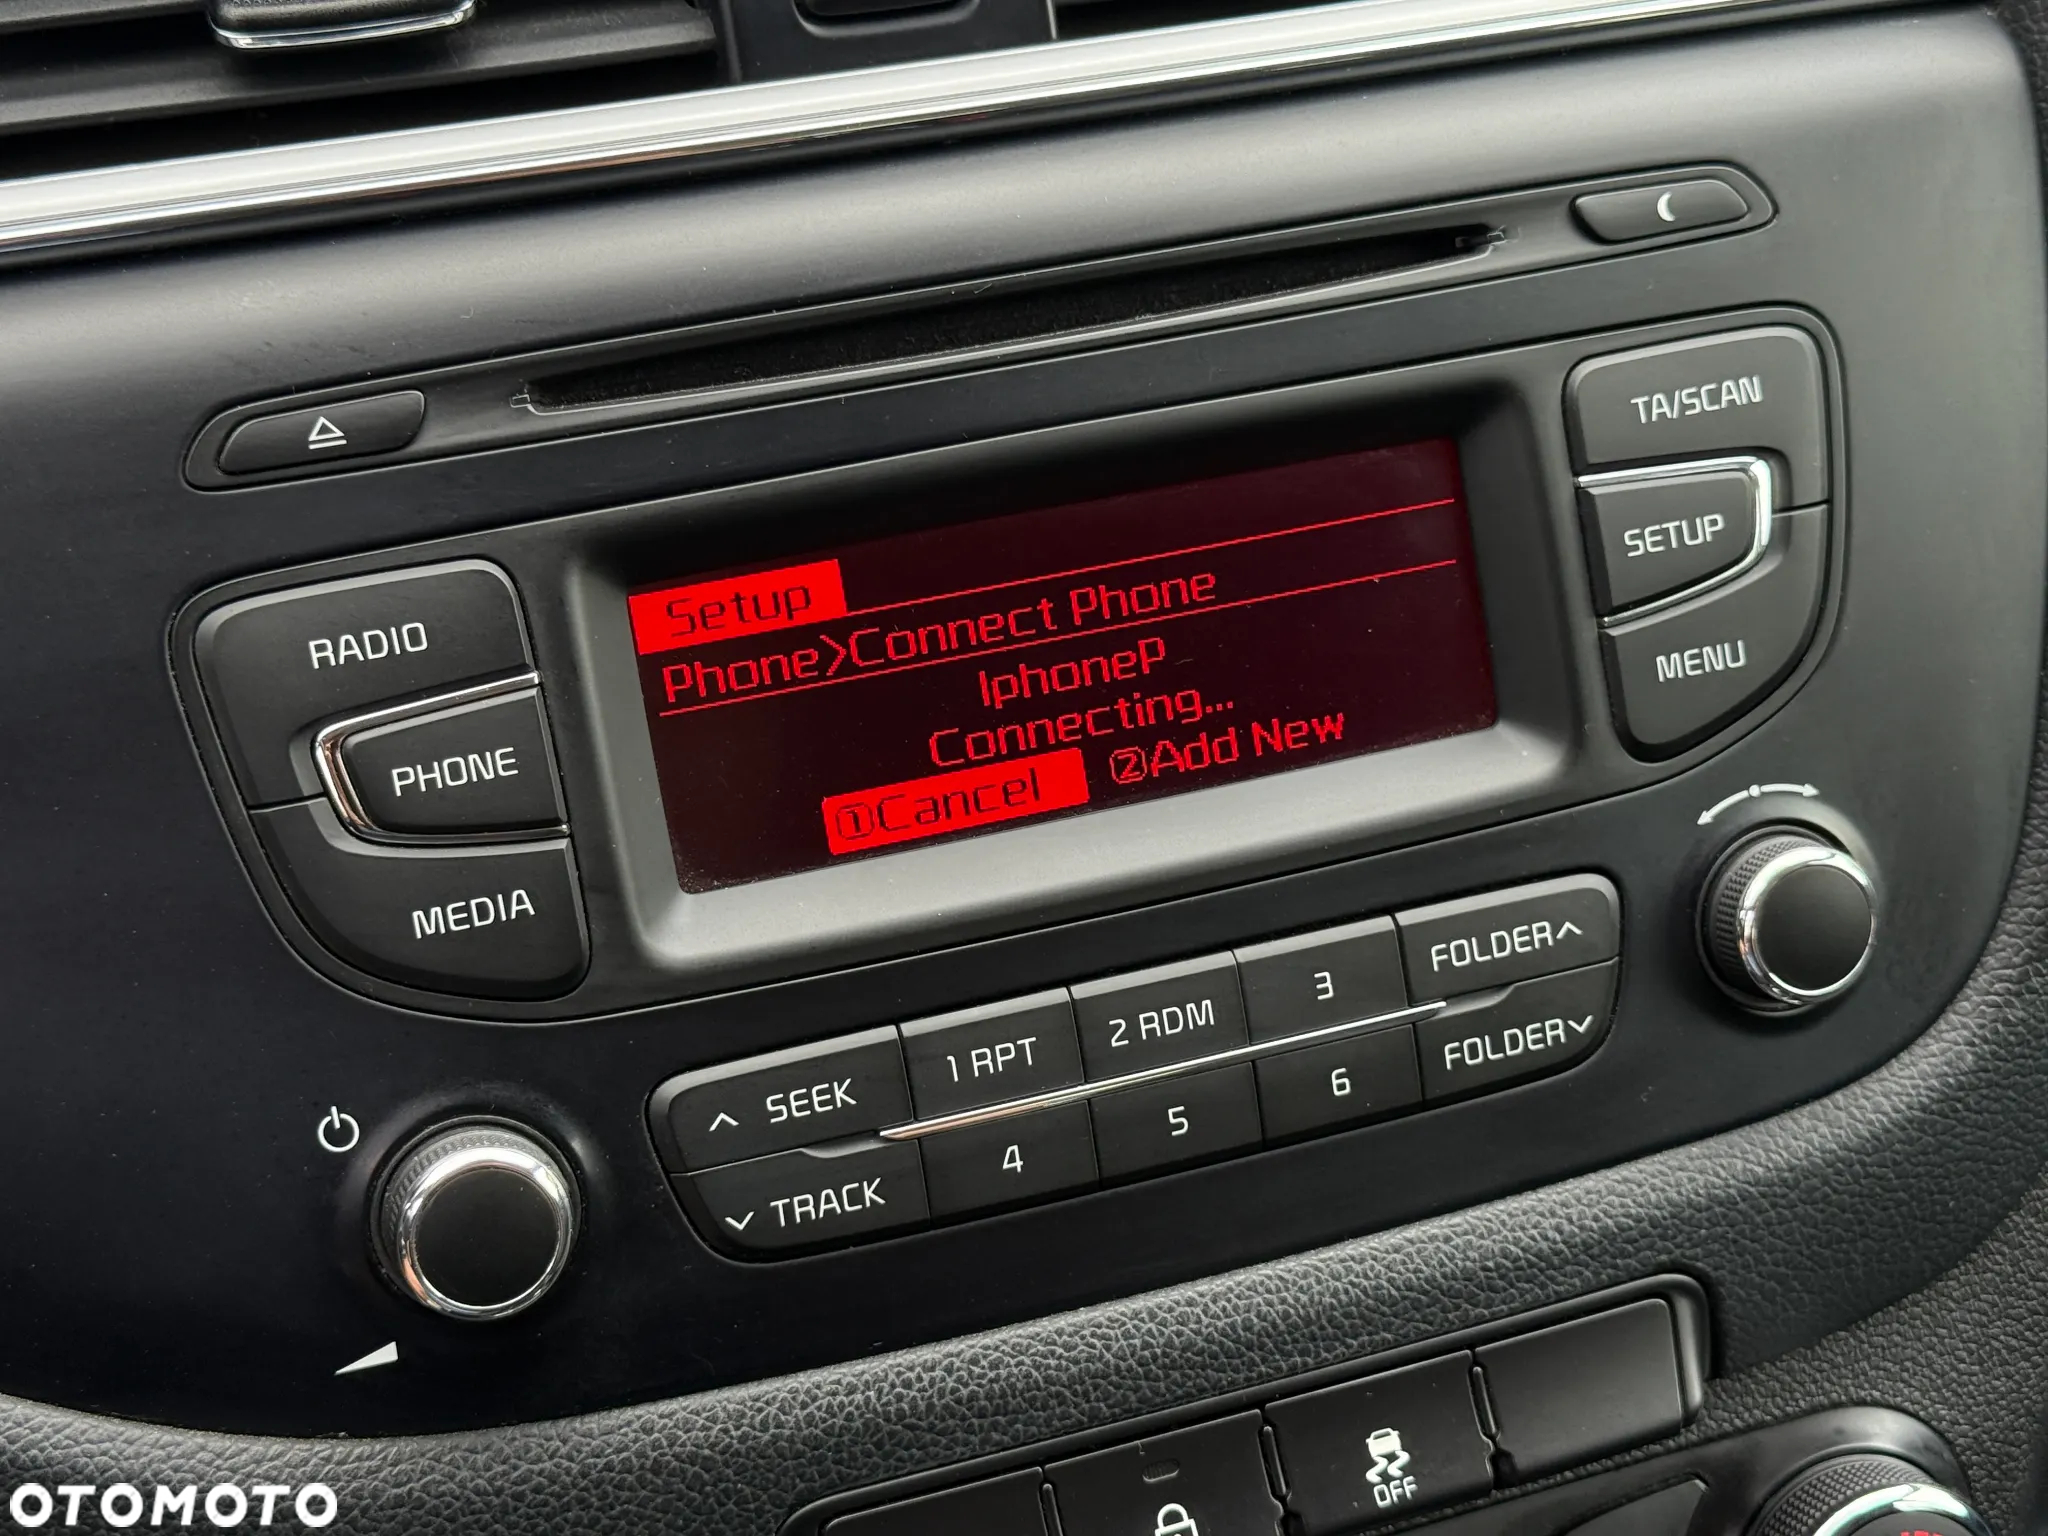 TA/SCAN
SETUP
MENU
RADIO
PHONE
MEDIA
Setup
Phone>Connect Phone
IphoneP
Connecting...
①Cancel ②Add New
^ SEEK
1 RPT
2 RDM
3
FOLDER^
v TRACK
4
5
6
FOLDERv
OFF
OTOMOTO